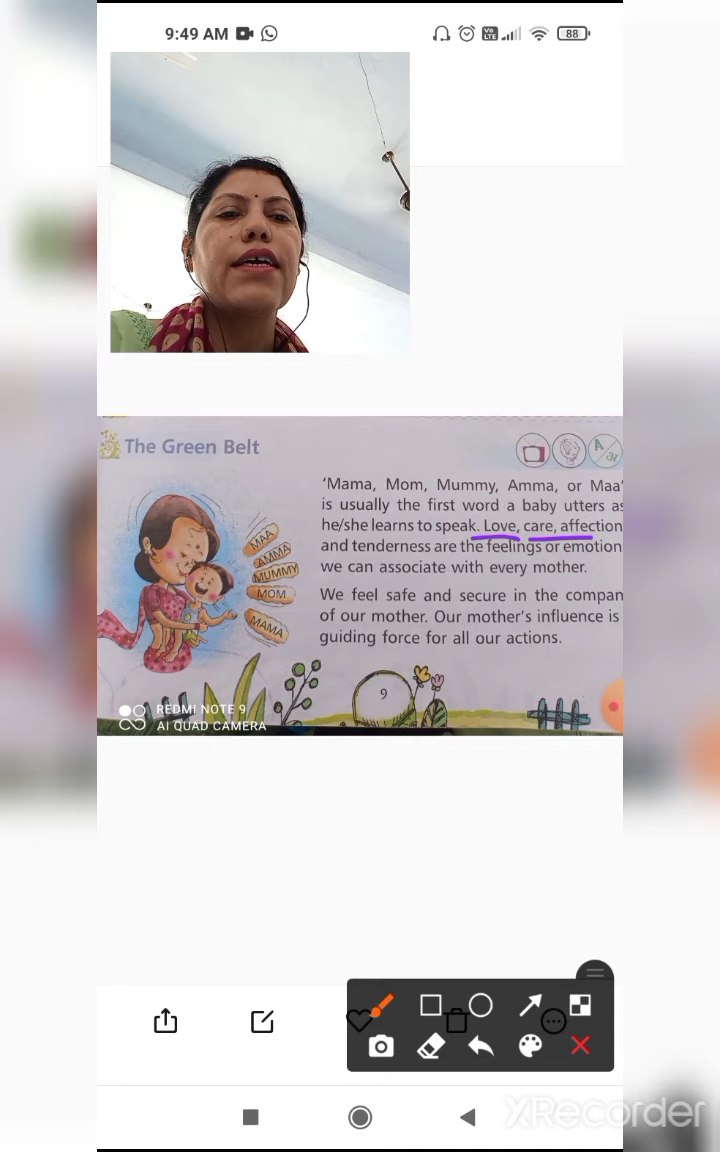 9:49 AM
Vo LTE
88
The Green Belt
A
अ
'Mama, Mom, Mummy, Amma, or Maa'
is usually the first word a baby utters as
he/she learns to speak. Love, care, affection
and tenderness are the feelings or emotion
we can associate with every mother.
We feel safe and secure in the compan
of our mother. Our mother's influence is
guiding force for all our actions.
MAA
AMMA
MUMMY
MOM
MAMA
9
REDMI NOTE 9
AI QUAD CAMERA
XRecorder